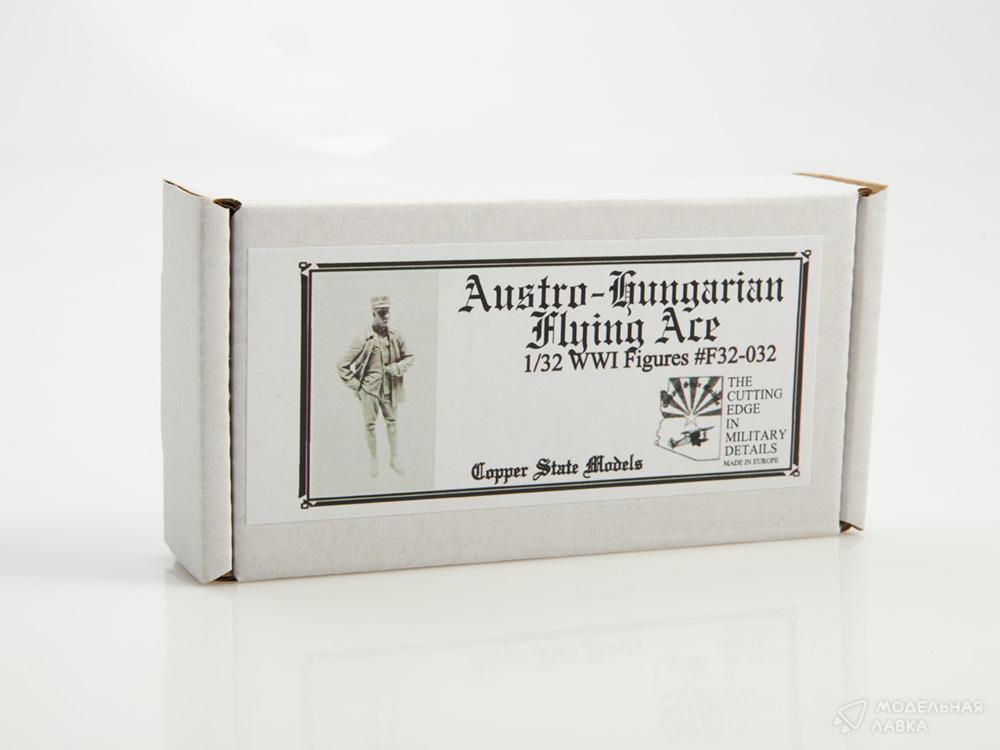 Austro-Hungarian
Flying Ace
1/32 WWI Figures #F32-032
THE
CUTTING
EDGE
IN
MILITARY
DETAILS
MADE IN EUROPE
Copper State Models
МОДЕЛЬНАЯ
ЛАВКА